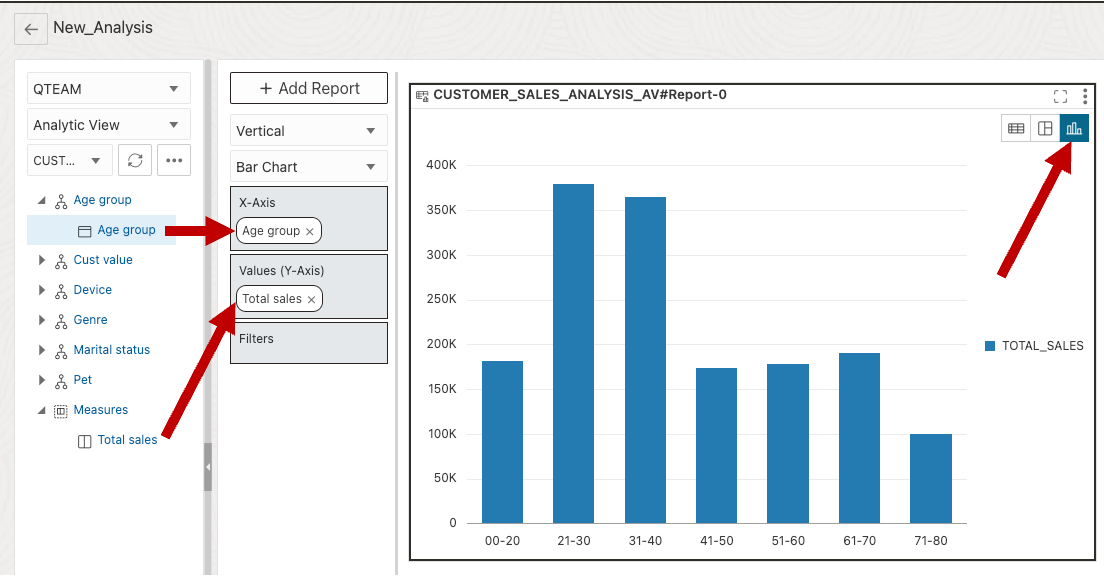 New_Analysis
QTEAM
Analytic View
CUST...
Age group
Age group
Cust value
Device
Genre
Marital status
Pet
Measures
Total sales
+ Add Report
Vertical
Bar Chart
X-Axis
Age group ×
Values (Y-Axis)
Total sales ×
Filters
CUSTOMER_SALES_ANALYSIS_AV#Report-0
400K
350K
300K
250K
200K
150K
100K
50K
0
00-20 21-30 31-40 41-50 51-60 61-70 71-80
TOTAL_SALES